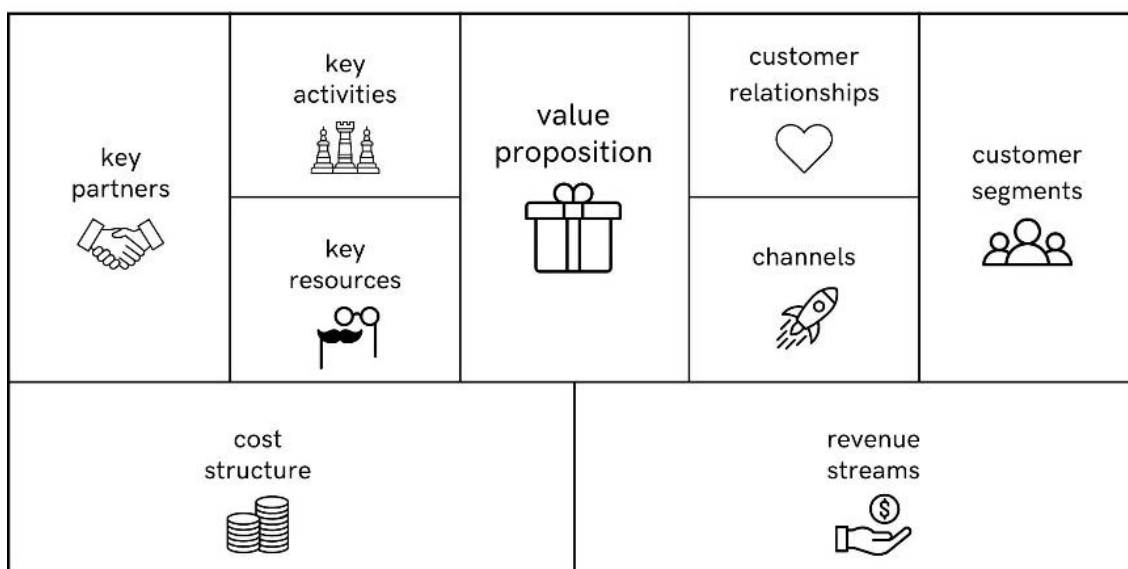 key
partners
key
activities
key
resources
value
proposition
customer
relationships
channels
customer
segments
cost
structure
revenue
streams
$